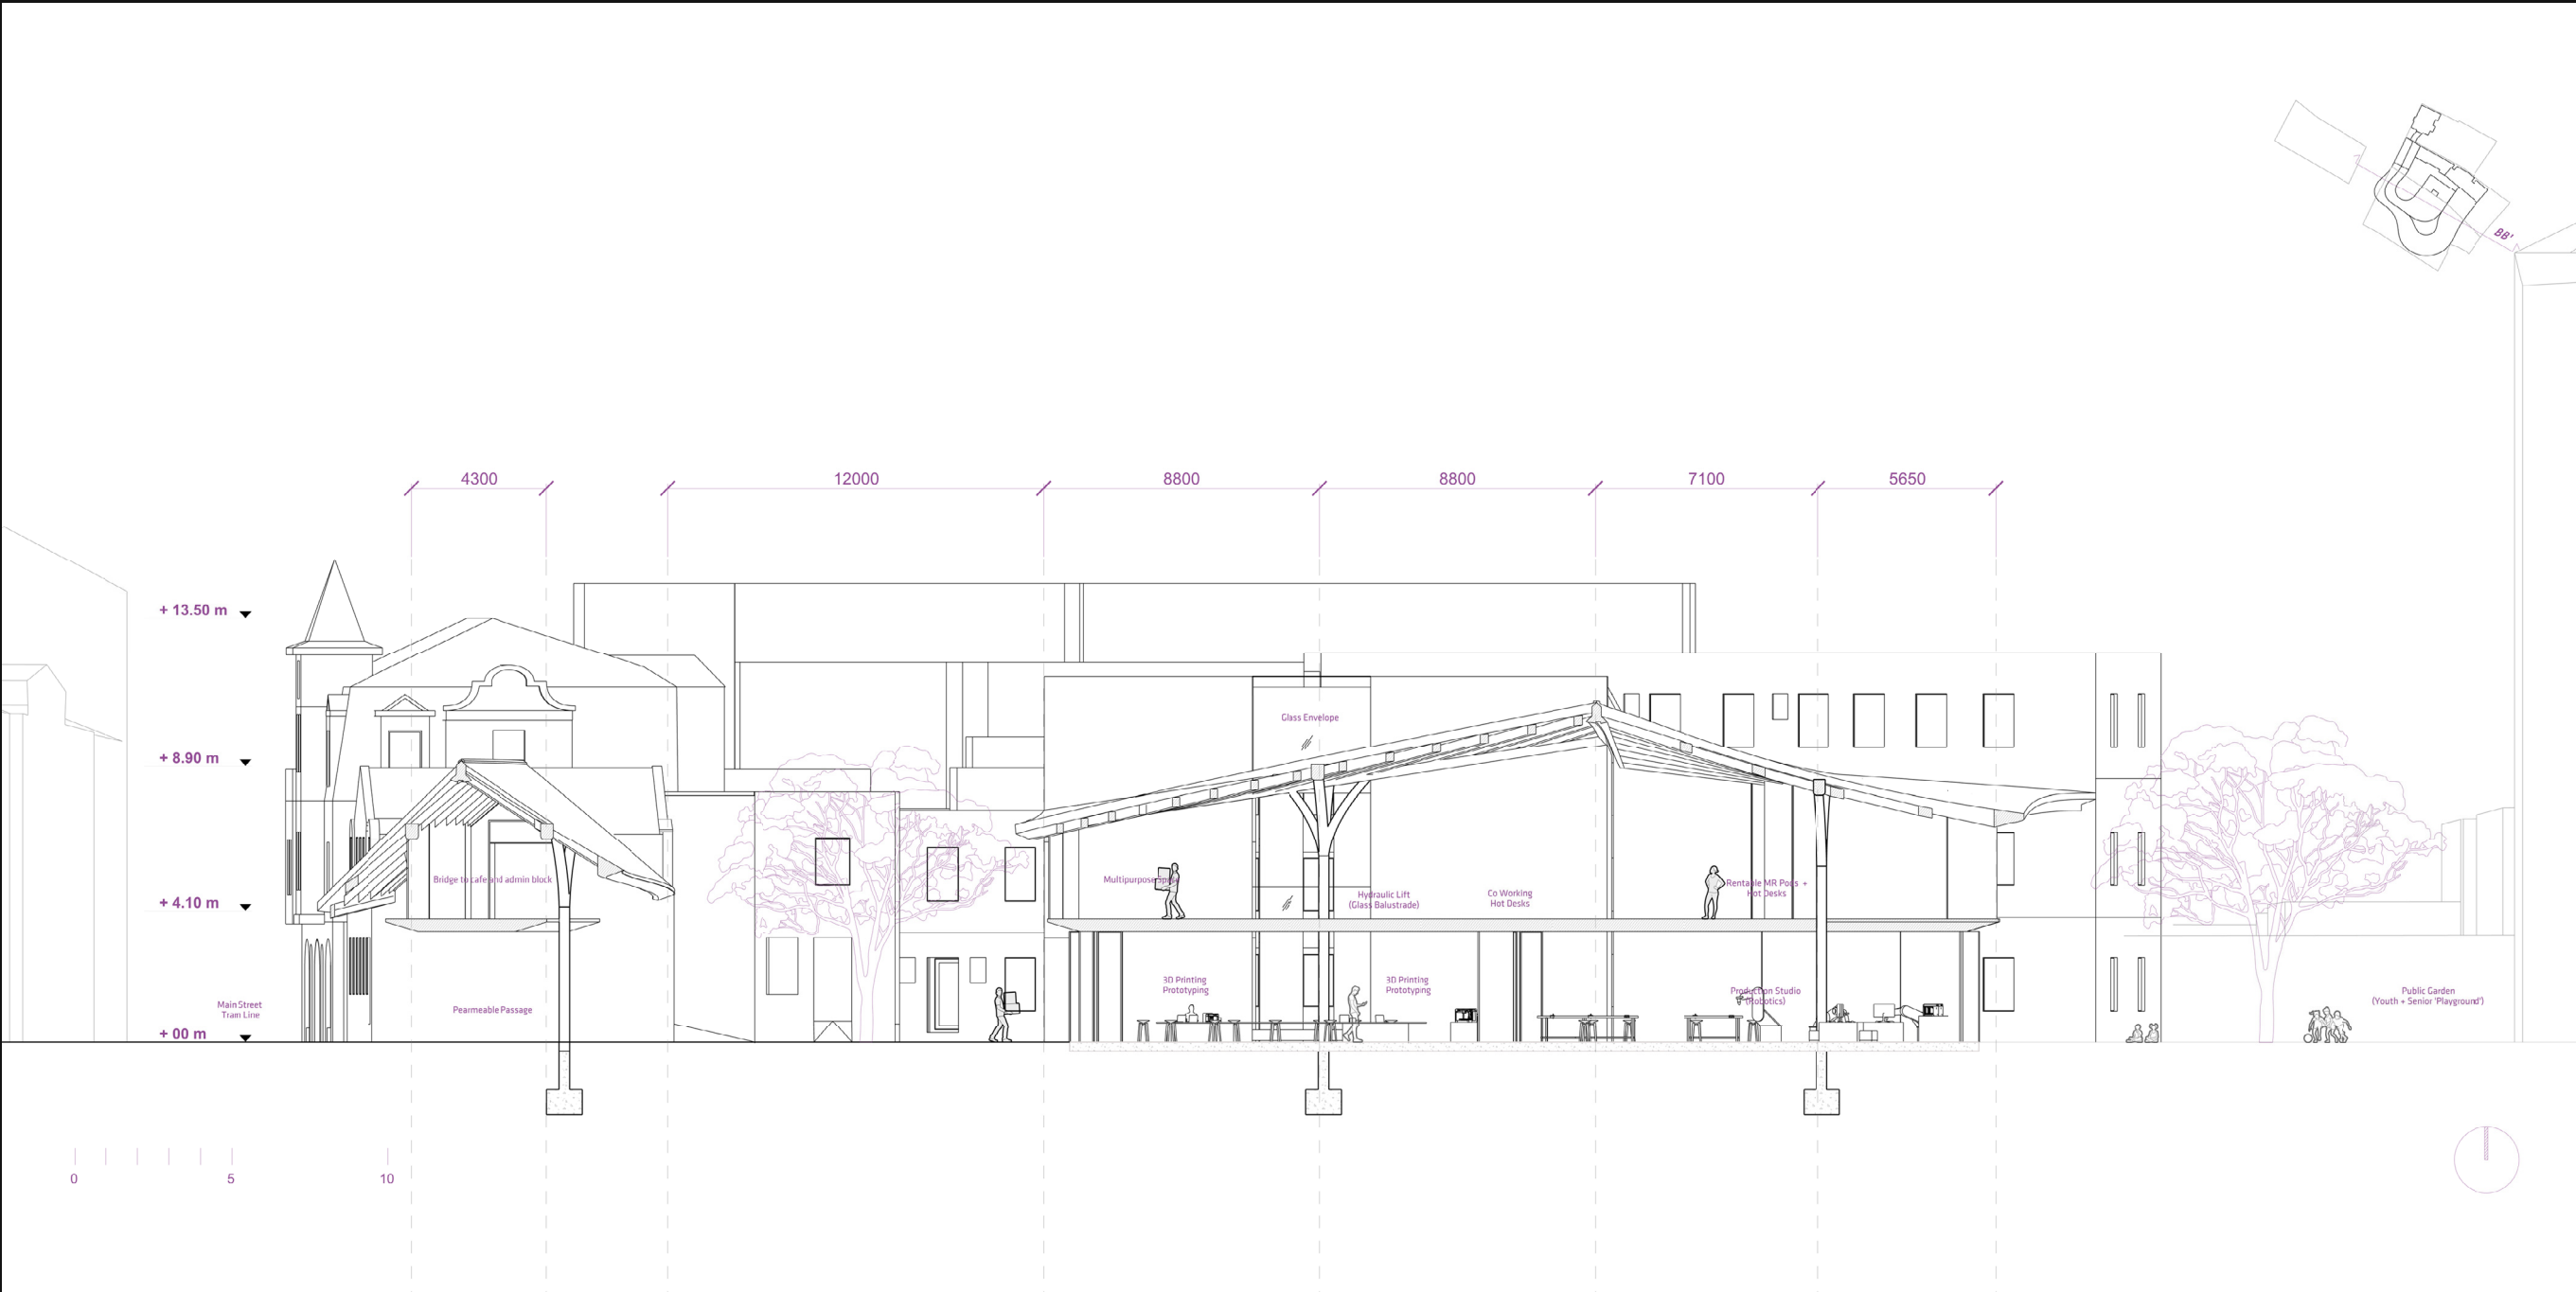 BB'
4300
12000
8800
8800
7100
5650
+ 13.50 m
Glass Envelope
+ 8.90 m
+ 4.10 m
Bridge to cafe and admin block
Multipurpose Space
Hydraulic Lift
(Glass Balustrade)
Co Working
Hot Desks
Rentable MR Pods +
Hot Desks
Main Street
Train Line
+ 00 m
Pearmeable Passage
3D Printing
Prototyping
3D Printing
Prototyping
Production Studio
(Robotics)
Public Garden
(Youth + Senior 'Playground')
0
5
10